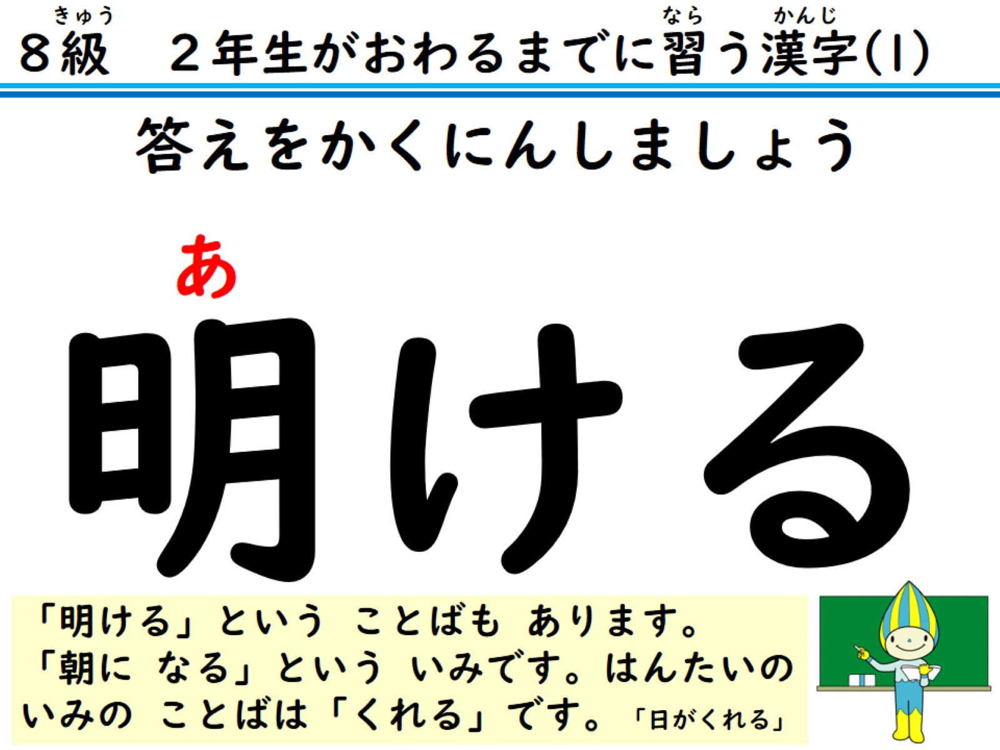 きゅう なら かんじ
8級 2年生がおわるまでに習う漢字(1)
答えをかくにんしましょう
あ
明ける
「明ける」という ことばも あります。
「朝に なる」という いみです。はんたいの
いみの ことばは「くれる」です。「日がくれる」